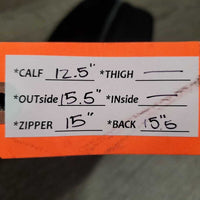 *CALF 12.5" *THIGH —
*OUTside 15.5" *INside —
*ZIPPER 15" *BACK 15.5